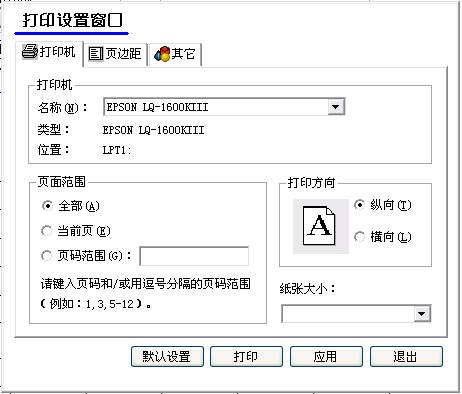 打印设置窗口
打印机 页边距 其它
打印机
名称(N)： EPSON LQ-1600KIII
类型： EPSON LQ-1600KIII
位置： LPT1:
页面范围
全部(A)
当前页(E)
页码范围(G)：
请键入页码和/或用逗号分隔的页码范围
（例如：1,3,5-12）。
打印方向
A
纵向(T)
横向(L)
纸张大小：
默认设置 打印 应用 退出